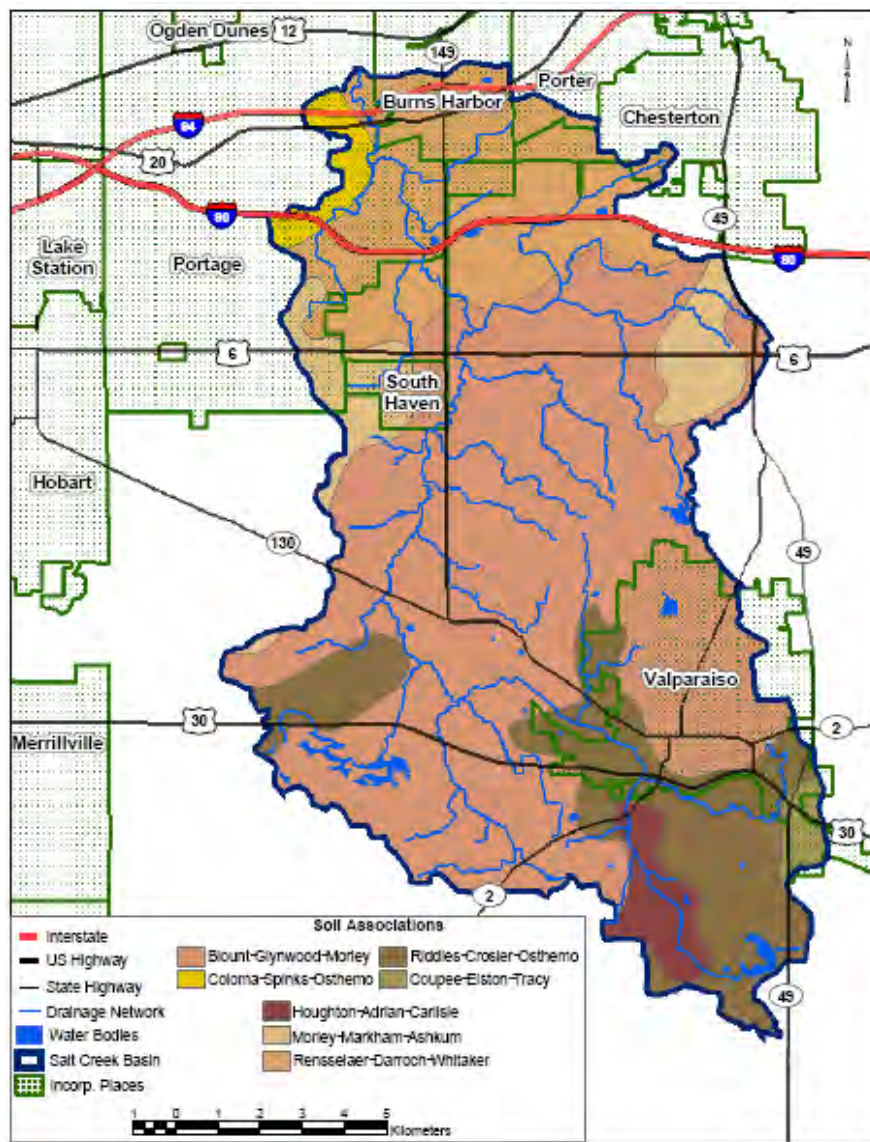 Ogden Dunes
12
149
Porter
Burns Harbor
Chesterton
N
94
20
49
90
Lake
Station
Portage
80
6
6
South
Haven
Hobart
130
49
Valparaiso
30
2
Merrillville
30
2
49
Soil Associations
Interstate
US Highway
State Highway
Drainage Network
Water Bodies
Salt Creek Basin
Incorp. Places
Blount-Glynwood-Morley
Coloma-Spinks-Osthemo
Riddles-Crosier-Osthemo
Coupee-Elston-Tracy
Houghton-Adrian-Carlisle
Morley-Markham-Ashkum
Rensselaer-Darroch-Whitaker
1 0 1 2 3 4 5
Kilometers